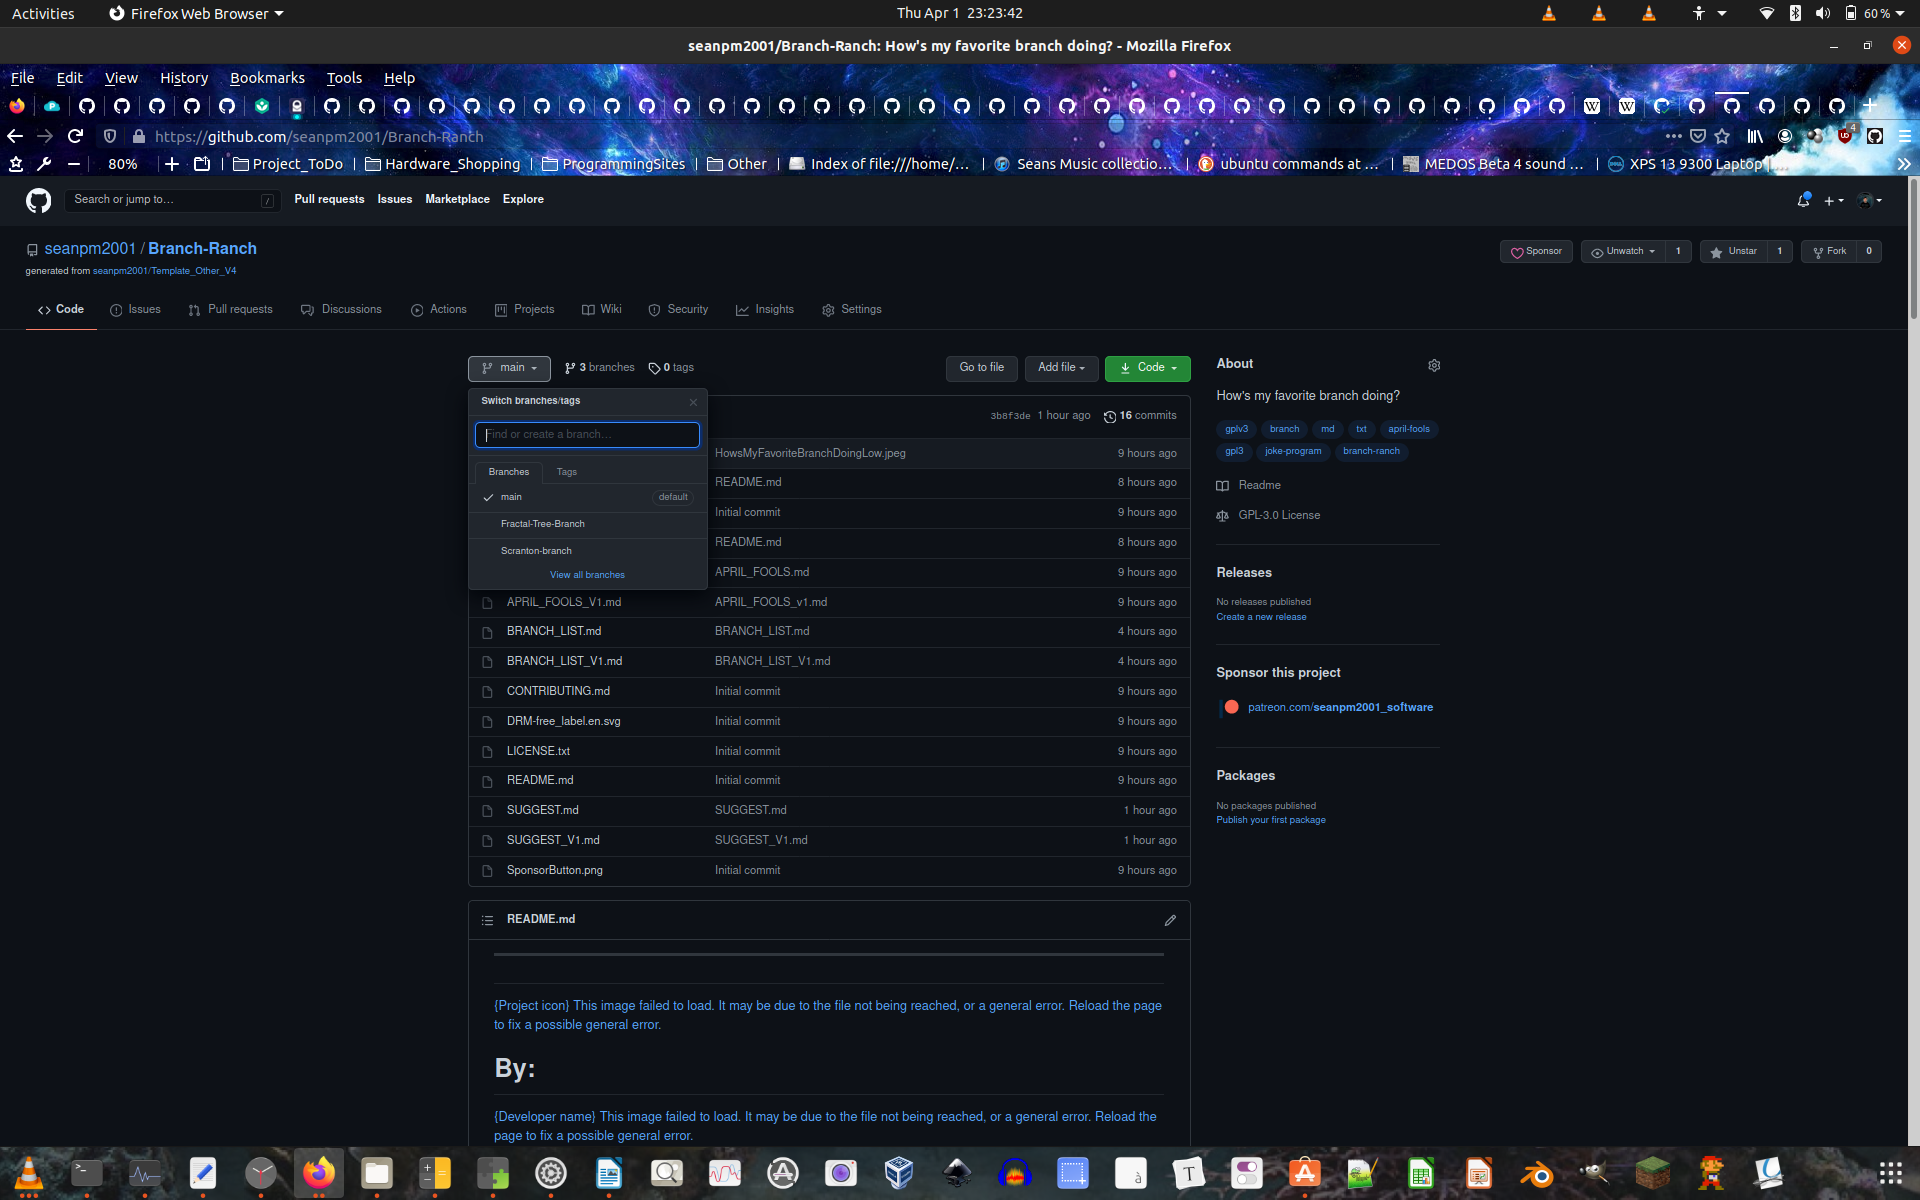 Activities
Firefox Web Browser
Thu Apr 1 23:23:42
60 %
seanpm2001/Branch-Ranch: How's my favorite branch doing? - Mozilla Firefox
File Edit View History Bookmarks Tools Help
https://github.com/seanpm2001/Branch-Ranch
80%
Project_ToDo
Hardware_Shopping
ProgrammingSites
Other
Index of file:///home/…
Seans Music collectio…
ubuntu commands at …
MEDOS Beta 4 sound …
XPS 13 9300 Laptop
Search or jump to…
/
Pull requests Issues Marketplace Explore
seanpm2001 / Branch-Ranch
generated from seanpm2001/Template_Other_V4
Sponsor
Unwatch 1
Unstar 1
Fork 0
Code
Issues
Pull requests
Discussions
Actions
Projects
Wiki
Security
Insights
Settings
main
3 branches
0 tags
Go to file
Add file
Code
Switch branches/tags
Find or create a branch…
Branches Tags
main default
Fractal-Tree-Branch
Scranton-branch
View all branches
3b8f3de 1 hour ago 16 commits
HowsMyFavoriteBranchDoingLow.jpeg 9 hours ago
README.md 8 hours ago
Initial commit 9 hours ago
README.md 8 hours ago
APRIL_FOOLS.md 9 hours ago
APRIL_FOOLS_V1.md APRIL_FOOLS_v1.md 9 hours ago
BRANCH_LIST.md BRANCH_LIST.md 4 hours ago
BRANCH_LIST_V1.md BRANCH_LIST_V1.md 4 hours ago
CONTRIBUTING.md Initial commit 9 hours ago
DRM-free_label.en.svg Initial commit 9 hours ago
LICENSE.txt Initial commit 9 hours ago
README.md Initial commit 9 hours ago
SUGGEST.md SUGGEST.md 1 hour ago
SUGGEST_V1.md SUGGEST_V1.md 1 hour ago
SponsorButton.png Initial commit 9 hours ago
README.md
{Project icon} This image failed to load. It may be due to the file not being reached, or a general error. Reload the page
to fix a possible general error.
By:
{Developer name} This image failed to load. It may be due to the file not being reached, or a general error. Reload the
page to fix a possible general error.
About
How's my favorite branch doing?
gplv3 branch md txt april-fools
gpl3 joke-program branch-ranch
Readme
GPL-3.0 License
Releases
No releases published
Create a new release
Sponsor this project
patreon.com/seanpm2001_software
Packages
No packages published
Publish your first package